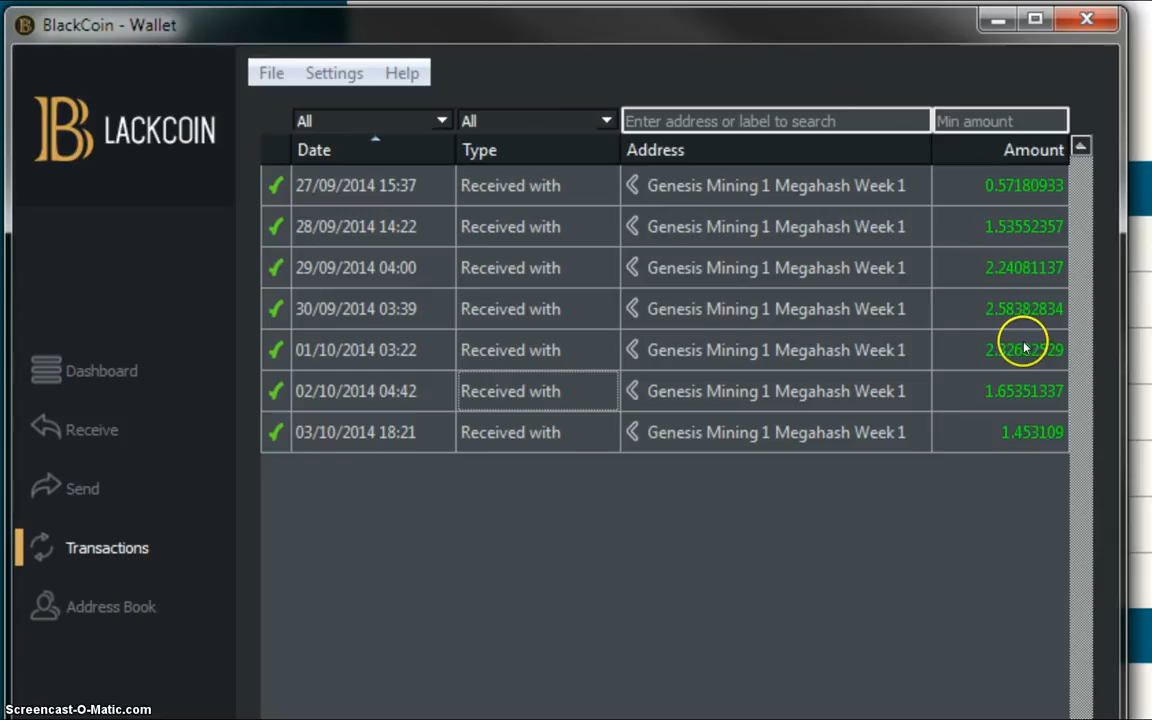 BlackCoin - Wallet
BLACKCOIN
File Settings Help
All All Enter address or label to search Min amount
Date Type Address Amount
27/09/2014 15:37 Received with Genesis Mining 1 Megahash Week 1 0.57180933
28/09/2014 14:22 Received with Genesis Mining 1 Megahash Week 1 1.53552357
29/09/2014 04:00 Received with Genesis Mining 1 Megahash Week 1 2.24081137
30/09/2014 03:39 Received with Genesis Mining 1 Megahash Week 1 2.58382834
01/10/2014 03:22 Received with Genesis Mining 1 Megahash Week 1
02/10/2014 04:42 Received with Genesis Mining 1 Megahash Week 1 1.65351337
03/10/2014 18:21 Received with Genesis Mining 1 Megahash Week 1 1.453109
Dashboard
Receive
Send
Transactions
Address Book
Screencast-O-Matic.com